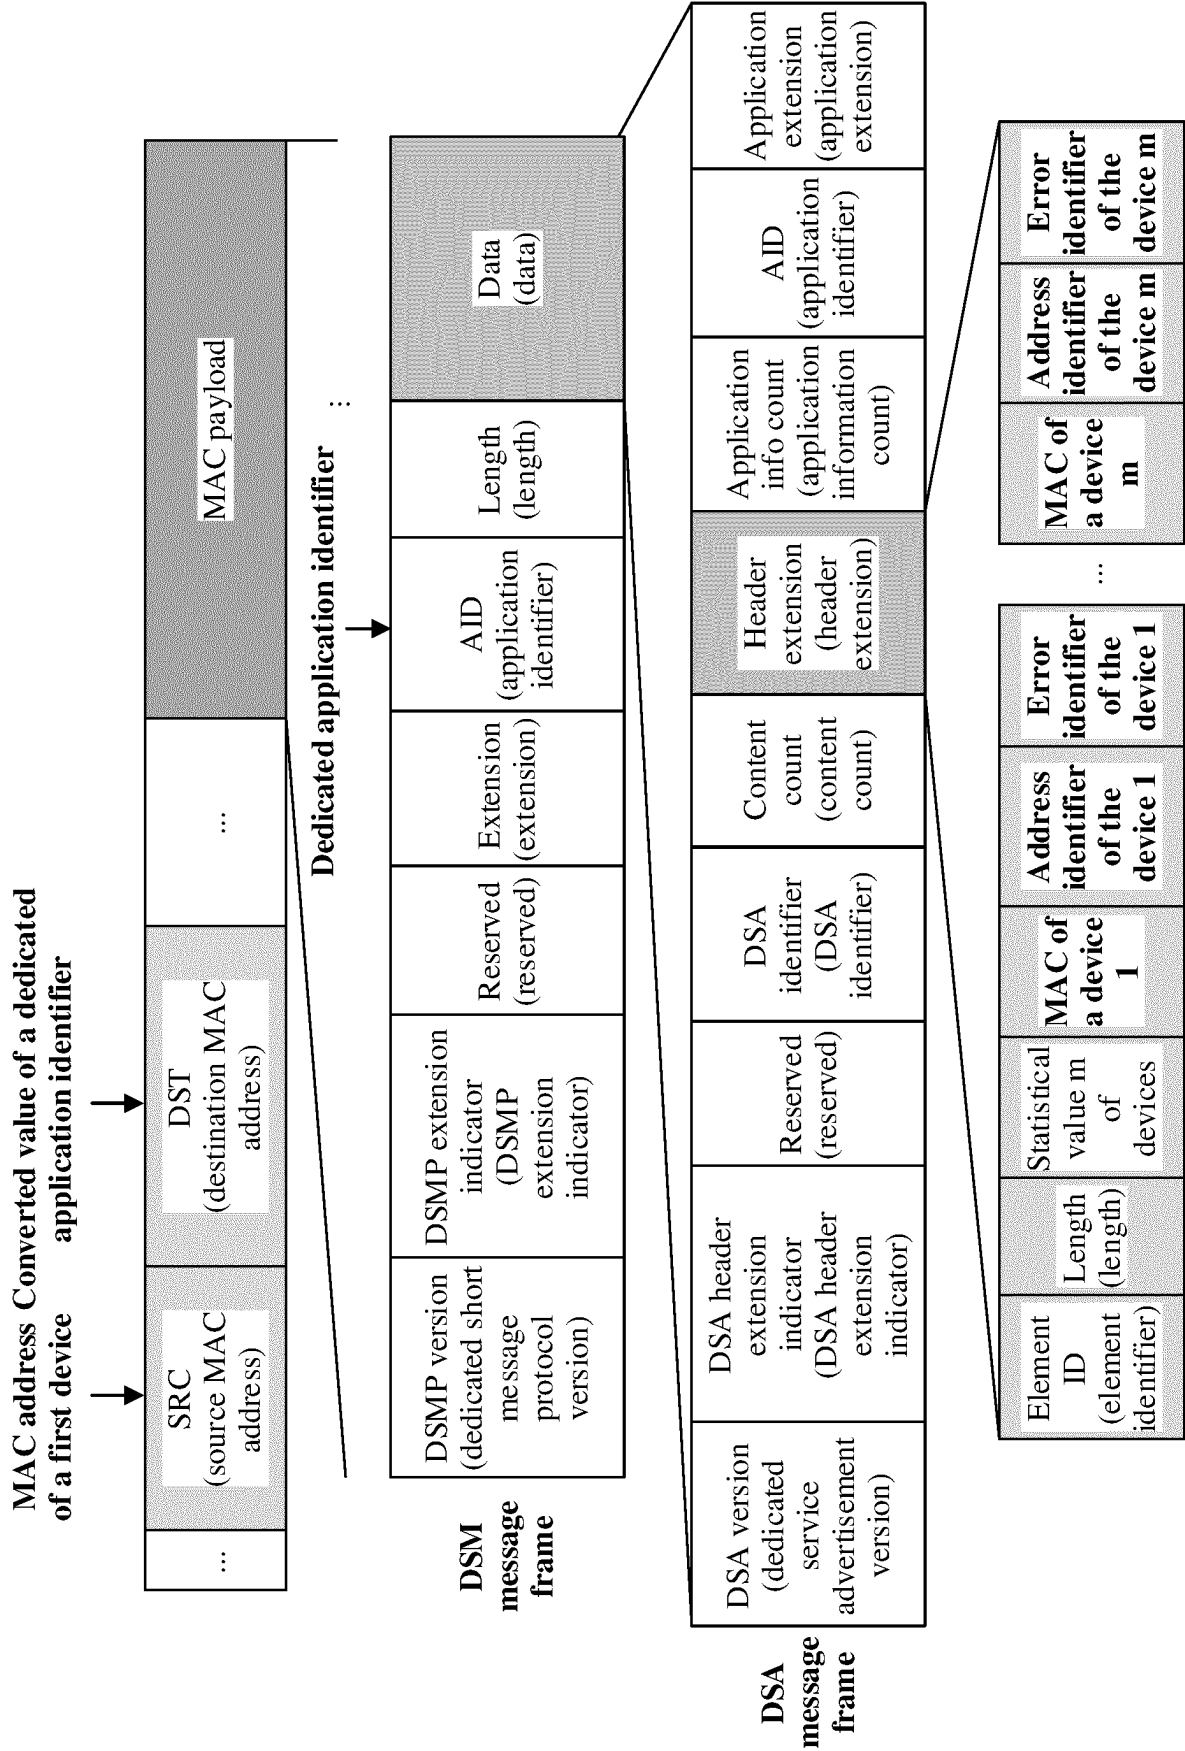 MAC address
of a first device
Converted value of a dedicated
application identifier
...
SRC
(source MAC
address)
DST
(destination MAC
address)
...
MAC payload
Dedicated application identifier
...
DSM
message
frame
DSMP version
(dedicated short
message
protocol
version)
DSMP extension
indicator
(DSMP
extension
indicator)
Reserved
(reserved)
Extension
(extension)
AID
(application
identifier)
Length
(length)
Data
(data)
DSA
message
frame
DSA version
(dedicated
service
advertisement
version)
DSA header
extension
indicator
(DSA header
extension
indicator)
Reserved
(reserved)
DSA
identifier
(DSA
identifier)
Content
count
(content
count)
Header
extension
(header
extension)
Application
info count
(application
information
count)
AID
(application
identifier)
Application
extension
(application
extension)
Element
ID
(element
identifier)
Length
(length)
Statistical
value m
of
devices
MAC of
a device
1
Address
identifier
of the
device 1
Error
identifier
of the
device 1
...
MAC of
a device
m
Address
identifier
of the
device m
Error
identifier
of the
device m